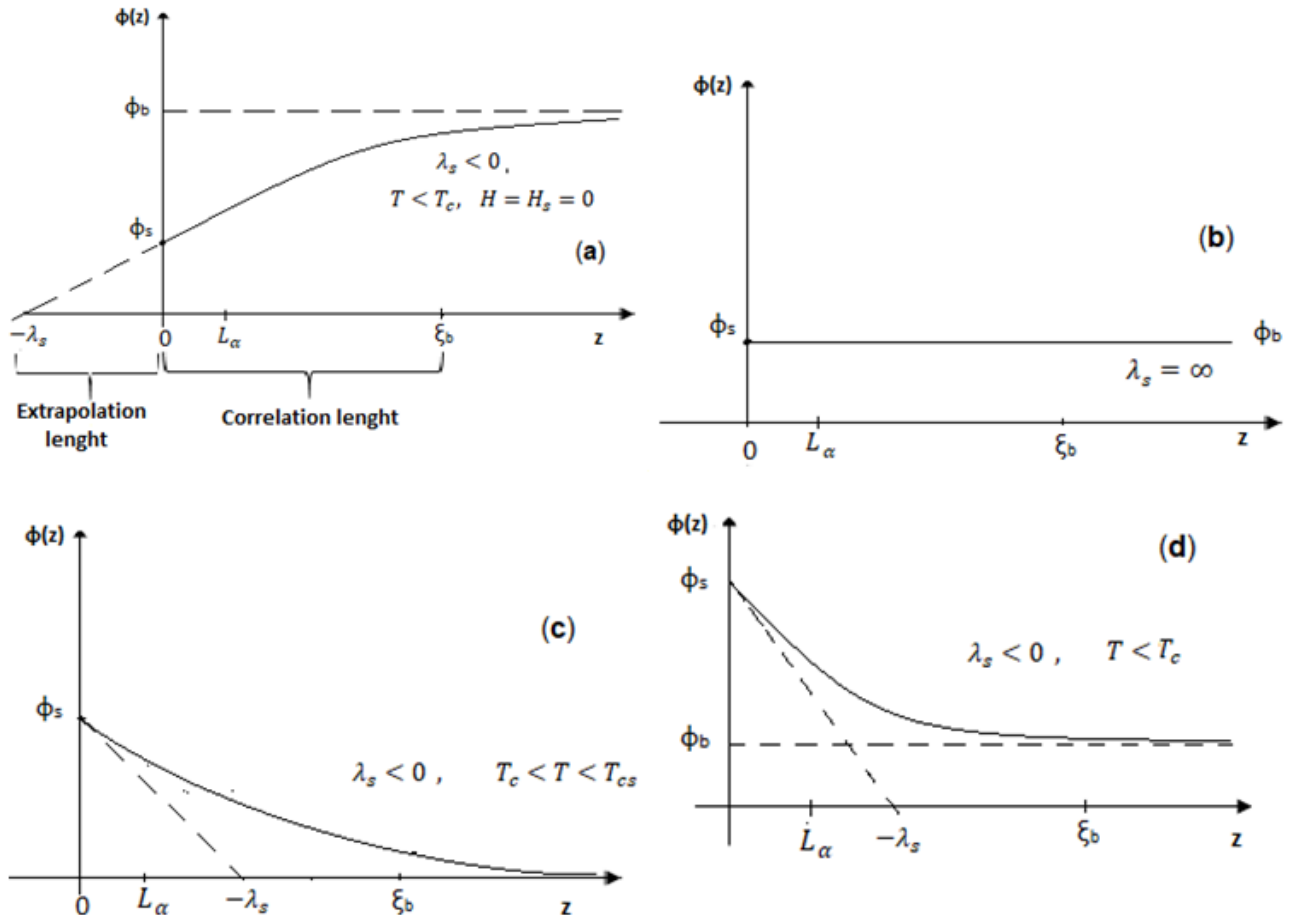 ϕ(z)
ϕb
λs < 0 ,
T < Tc, H = Hs = 0
ϕs
(a)
−λs 0 Lα ξb z
Extrapolation
lenght
Correlation lenght
ϕ(z)
(b)
ϕs ϕb
λs = ∞
0 Lα ξb z
ϕ(z)
(c)
ϕs
λs < 0 , Tc < T < Tcs
0 Lα −λs ξb z
ϕ(z)
(d)
ϕs
λs < 0 , T < Tc
ϕb
Lα −λs ξb z